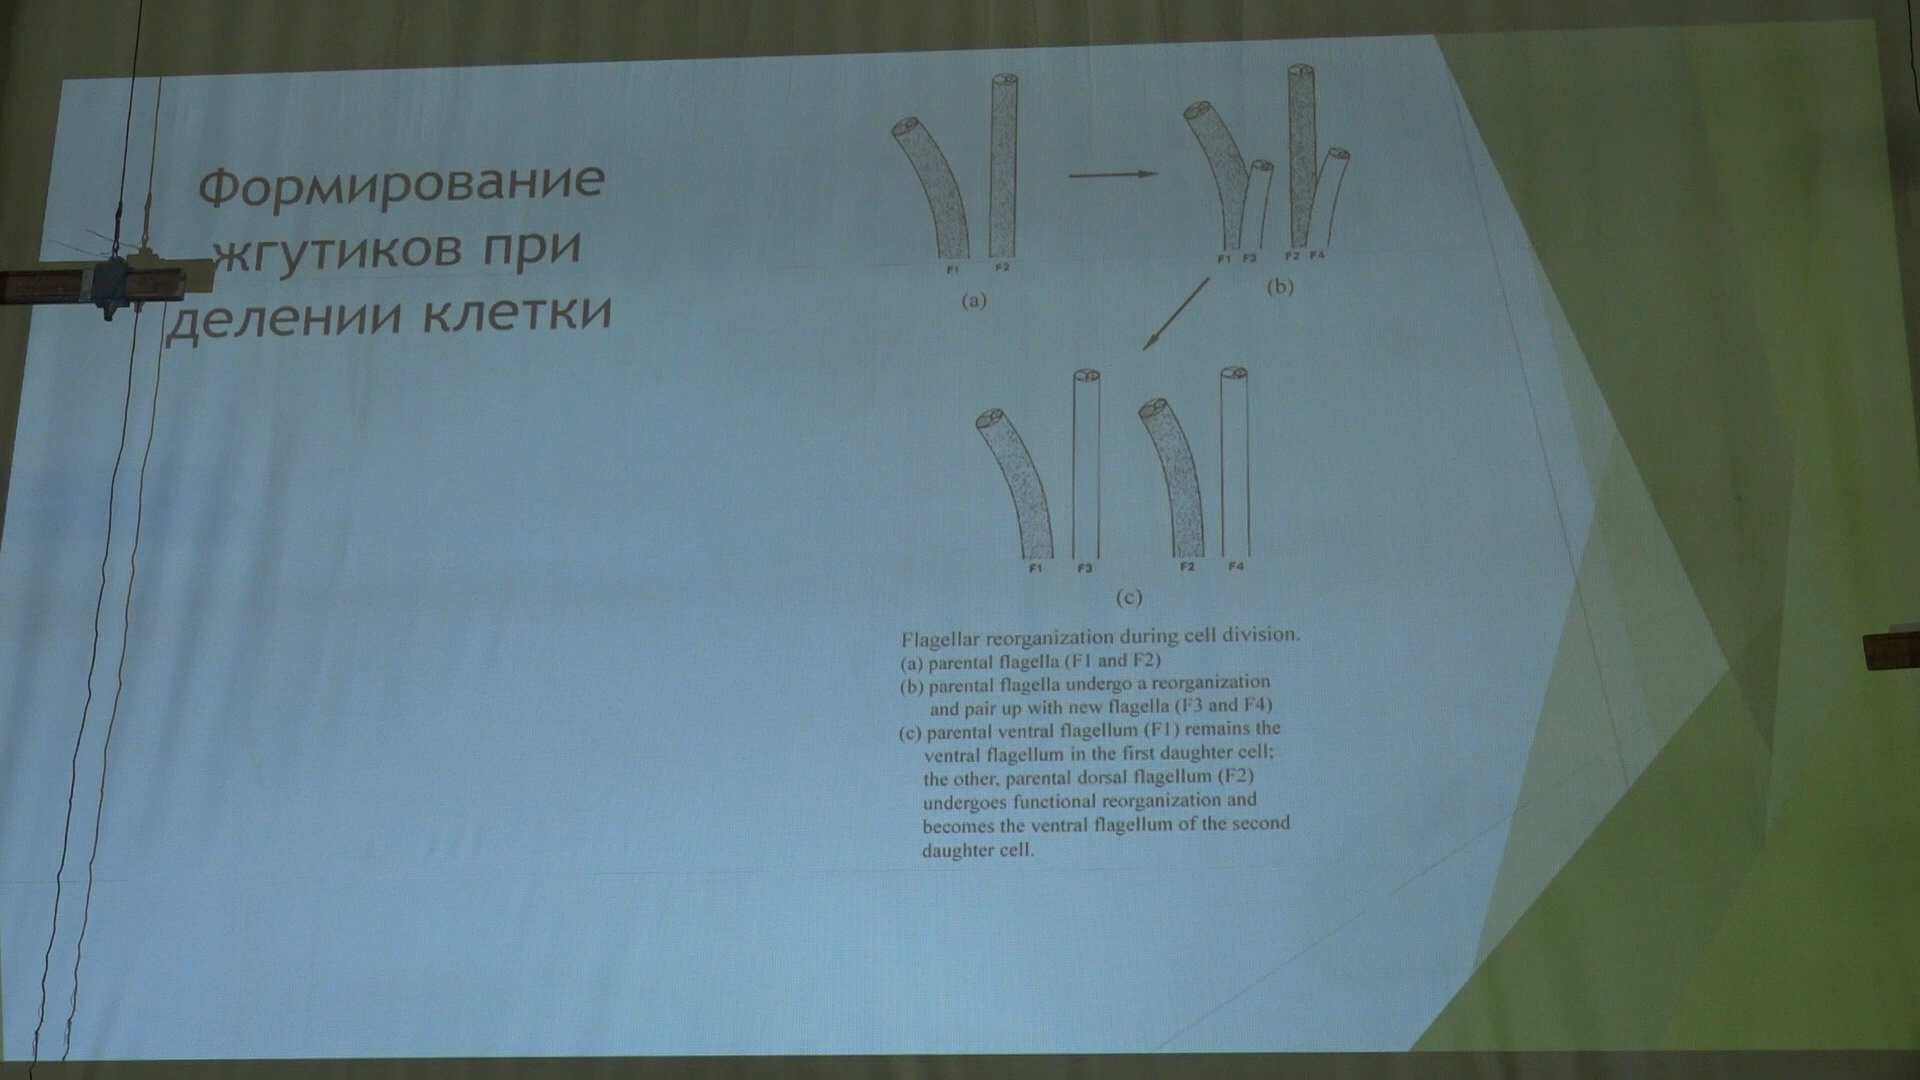 Формирование
жгутиков при
делении клетки
F1 F2
(a)
F1 F3 F2 F4
(b)
F1 F3 F2 F4
(c)
Flagellar reorganization during cell division.
(a) parental flagella (F1 and F2)
(b) parental flagella undergo a reorganization
and pair up with new flagella (F3 and F4)
(c) parental ventral flagellum (F1) remains the
ventral flagellum in the first daughter cell;
the other, parental dorsal flagellum (F2)
undergoes functional reorganization and
becomes the ventral flagellum of the second
daughter cell.